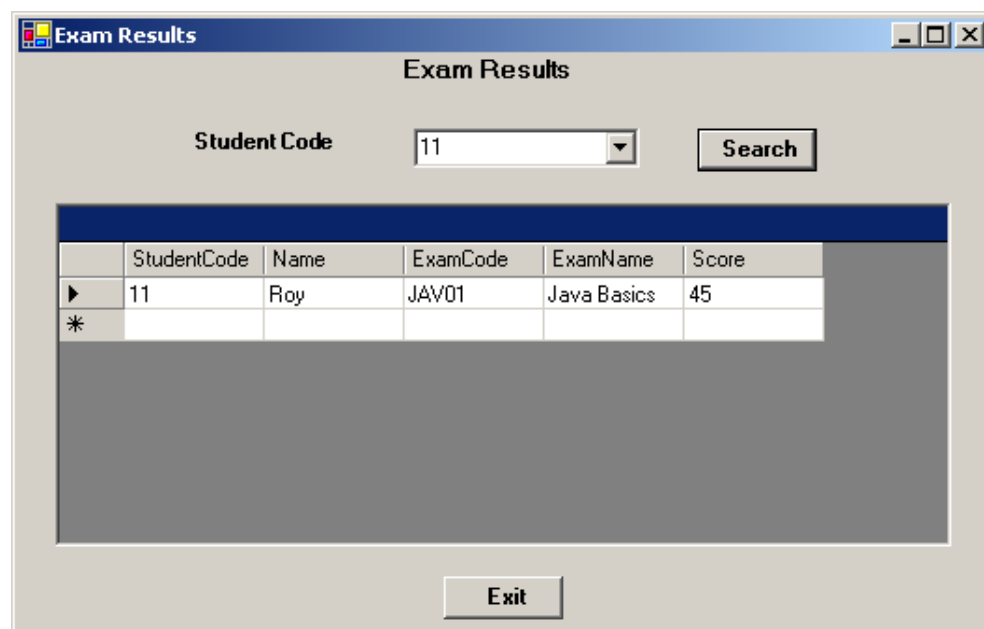 Exam Results
Exam Results
Student Code 11 Search
StudentCode Name ExamCode ExamName Score
11 Roy JAV01 Java Basics 45
Exit